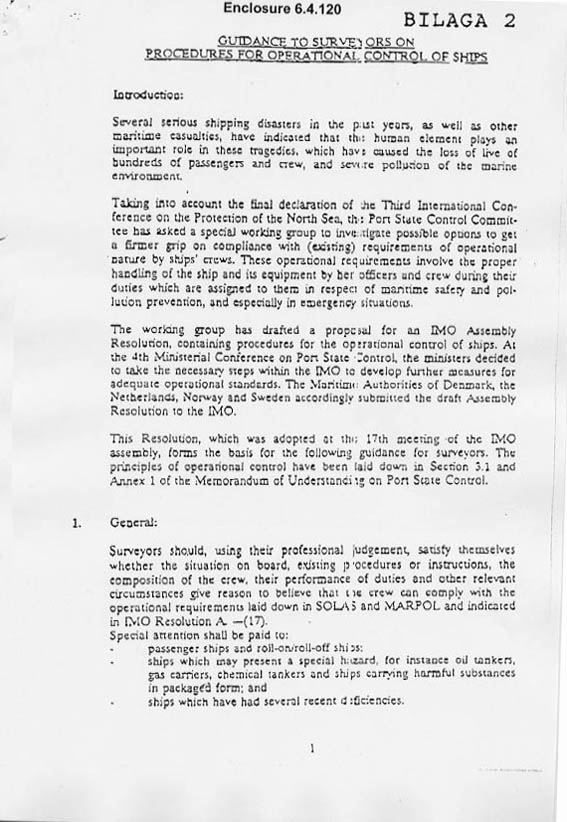 Enclosure 6.4.120
BILAGA 2
GUIDANCE TO SURVEYORS ON
PROCEDURES FOR OPERATIONAL CONTROL OF SHIPS
Introduction:
Several serious shipping disasters in the past years, as well as other
maritime casualties, have indicated that the human element plays an
important role in these tragedies, which have caused the loss of live of
hundreds of passengers and crew, and severe pollution of the marine
environment.
Taking into account the final declaration of the Third International Con-
ference on the Protection of the North Sea, the Port State Control Commit-
tee has asked a special working group to investigate possible options to get
a firmer grip on compliance with (existing) requirements of operational
nature by ships' crews. These operational requirements involve the proper
handling of the ship and its equipment by her officers and crew during their
duties which are assigned to them in respect of maritime safety and pol-
lution prevention, and especially in emergency situations.
The working group has drafted a proposal for an IMO Assembly
Resolution, containing procedures for the operational control of ships. At
the 4th Ministerial Conference on Port State Control, the ministers decided
to take the necessary steps within the IMO to develop further measures for
adequate operational standards. The Maritime Authorities of Denmark, the
Netherlands, Norway and Sweden accordingly submitted the draft Assembly
Resolution to the IMO.
This Resolution, which was adopted at the 17th meeting of the IMO
assembly, forms the basis for the following guidance for surveyors. The
principles of operational control have been laid down in Section 3.1 and
Annex 1 of the Memorandum of Understanding on Port State Control.
1. General:
Surveyors should, using their professional judgement, satisfy themselves
whether the situation on board, existing procedures or instructions, the
composition of the crew, their performance of duties and other relevant
circumstances give reason to believe that the crew can comply with the
operational requirements laid down in SOLAS and MARPOL and indicated
in IMO Resolution A. —(17).
Special attention shall be paid to:
- passenger ships and roll-on/roll-off ships;
- ships which may present a special hazard, for instance oil tankers,
gas carriers, chemical tankers and ships carrying harmful substances
in packaged form; and
- ships which have had several recent deficiencies.
1